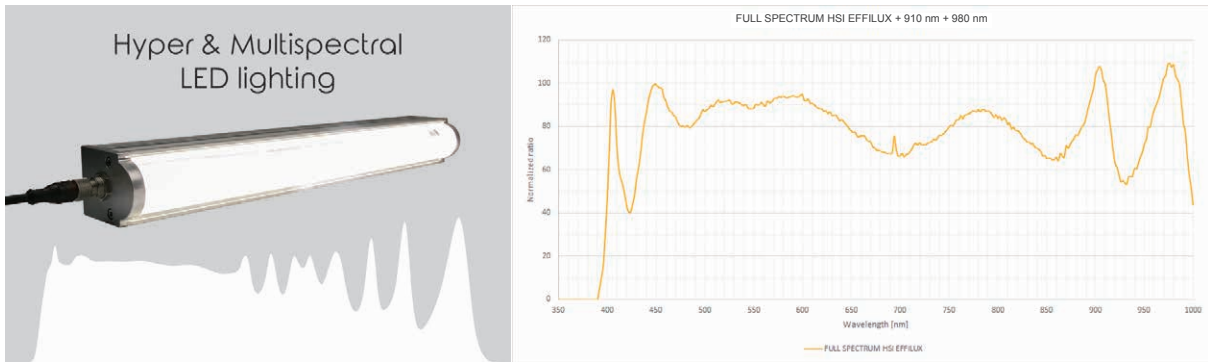 Hyper & Multispectral
LED lighting
FULL SPECTRUM HSI EFFILUX + 910 nm + 980 nm
120
100
80
60
40
20
0
Normalized ratio
350 400 450 500 550 600 650 700 750 800 850 900 950 1000
Wavelength [nm]
FULL SPECTRUM HSI EFFILUX